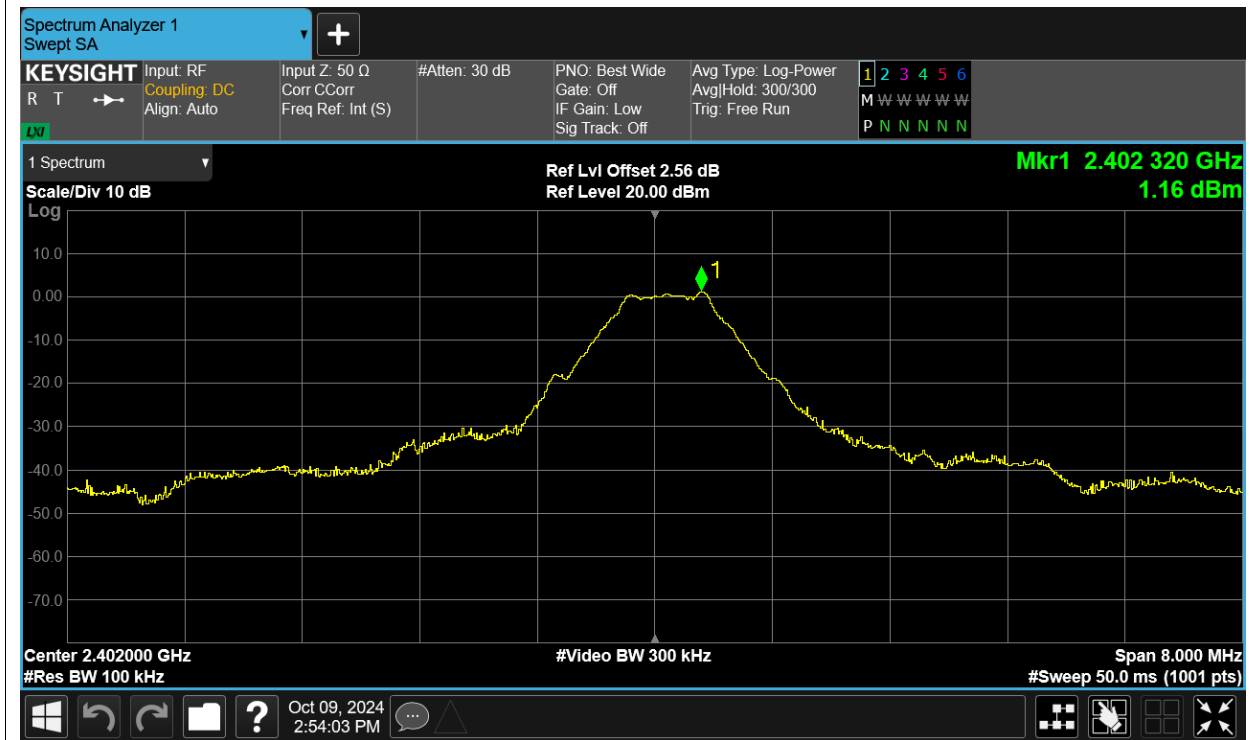 Spectrum Analyzer 1
Swept SA
KEYSIGHT
R T
LXI
Input: RF
Coupling: DC
Align: Auto
Input Z: 50 Ω
Corr CCorr
Freq Ref: Int (S)
#Atten: 30 dB
PNO: Best Wide
Gate: Off
IF Gain: Low
Sig Track: Off
Avg Type: Log-Power
Avg|Hold: 300/300
Trig: Free Run
1 2 3 4 5 6
M W W W W W
P N N N N N
1 Spectrum
Scale/Div 10 dB
Log
Ref Lvl Offset 2.56 dB
Ref Level 20.00 dBm
Mkr1 2.402 320 GHz
1.16 dBm
1
10.0
0.00
-10.0
-20.0
-30.0
-40.0
-50.0
-60.0
-70.0
Center 2.402000 GHz
#Res BW 100 kHz
#Video BW 300 kHz
Span 8.000 MHz
#Sweep 50.0 ms (1001 pts)
?
Oct 09, 2024
2:54:03 PM